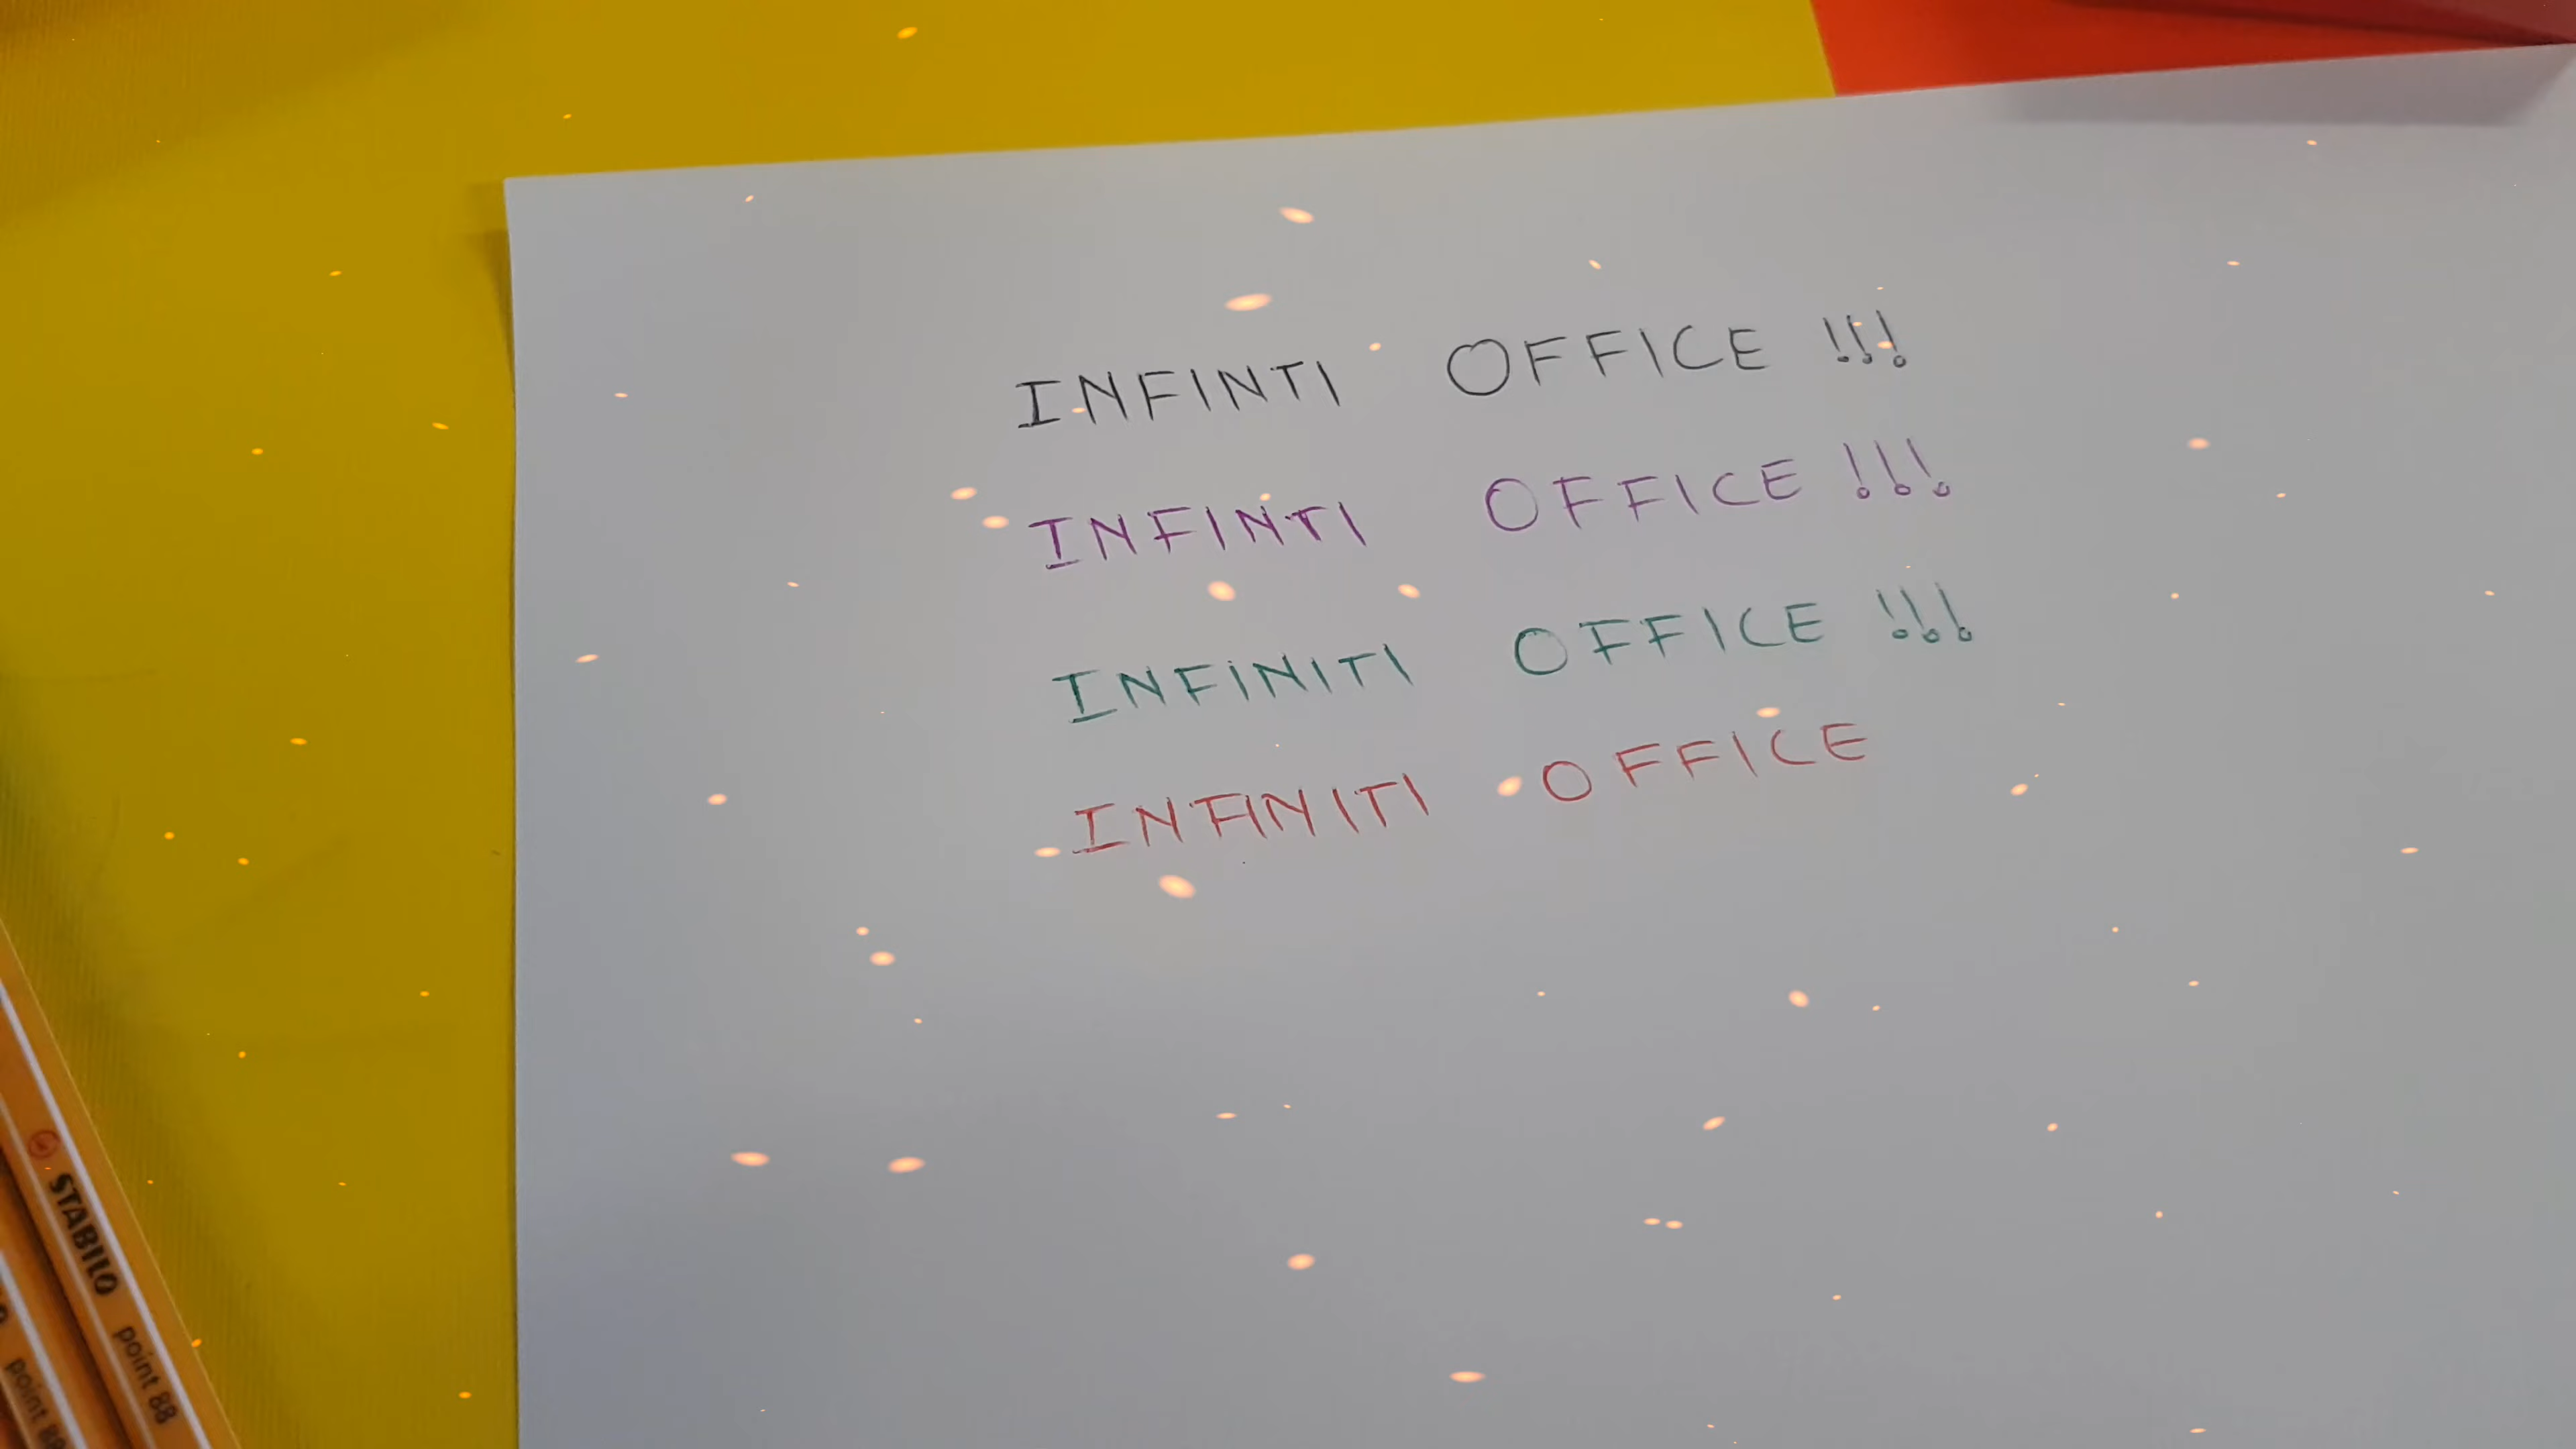 INFINTI OFFICE !!!
INFINTI OFFICE !!!
INFINITI OFFICE !!!
INFINITI OFFICE
STABILO point 88
point 88